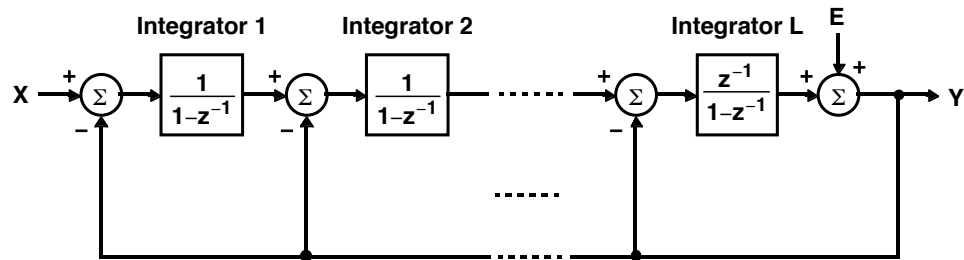 Integrator 1
Integrator 2
Integrator L
E
X
+
Σ
−
1
1−z⁻¹
+
Σ
−
1
1−z⁻¹
+
Σ
−
z⁻¹
1−z⁻¹
+
Σ
+
Y